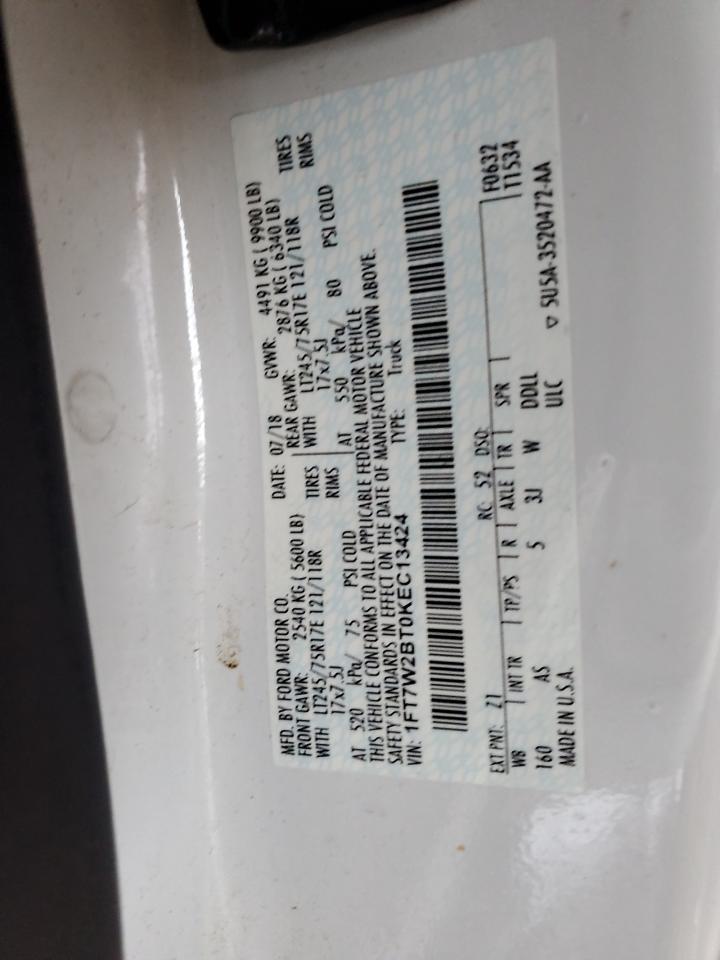 MFD. BY FORD MOTOR CO.
DATE: 07/18 GVWR: 4491 KG ( 9900 LB)
FRONT GAWR: 2540 KG ( 5600 LB) REAR GAWR: 2876 KG ( 6340 LB)
WITH LT245/75R17E 121/118R TIRES WITH LT245/75R17E 121/118R TIRES
17x7.5J RIMS 17x7.5J RIMS
AT 520 kPa/ 75 PSI COLD AT 550 kPa/ 80 PSI COLD
THIS VEHICLE CONFORMS TO ALL APPLICABLE FEDERAL MOTOR VEHICLE
SAFETY STANDARDS IN EFFECT ON THE DATE OF MANUFACTURE SHOWN ABOVE.
VIN: 1FT7W2BT0KEC13424 TYPE: Truck
EXT PNT: Z1 RC: 52 DSO: F0632
WB INT TR TP/PS R AXLE TR SPR T1534
160 AS 5 3J W DDLL
MADE IN U.S.A. ULC ▽ 5U5A-3520472-AA